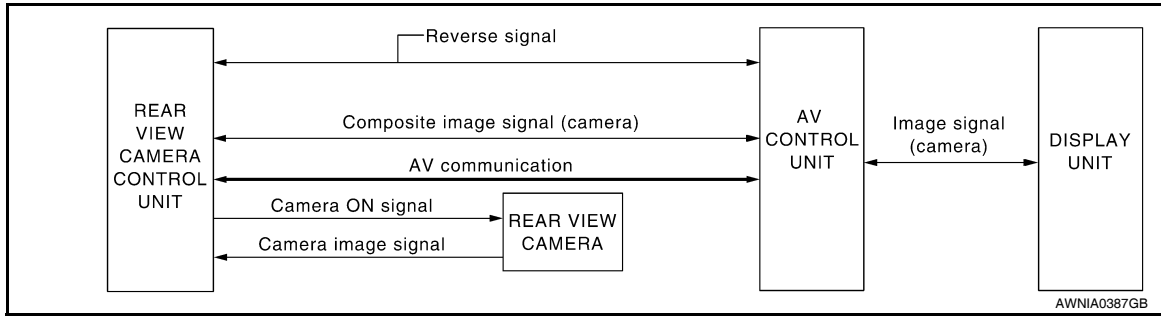 Reverse signal
REAR
VIEW
CAMERA
CONTROL
UNIT
Composite image signal (camera)
AV communication
Camera ON signal
Camera image signal
REAR VIEW
CAMERA
AV
CONTROL
UNIT
Image signal
(camera)
DISPLAY
UNIT
AWNIA0387GB